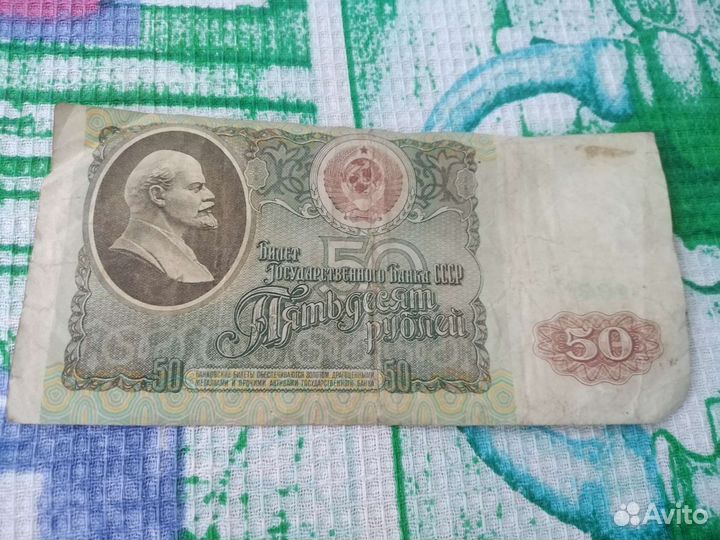 50
Билет
Государственного Банка СССР
Пятьдесят
рублей
50
50 БАНКОВСКИЕ БИЛЕТЫ ОБЕСПЕЧИВАЮТСЯ ЗОЛОТОМ, ДРАГОЦЕННЫМИ 50
МЕТАЛЛАМИ И ПРОЧИМИ АКТИВАМИ ГОСУДАРСТВЕННОГО БАНКА
Avito